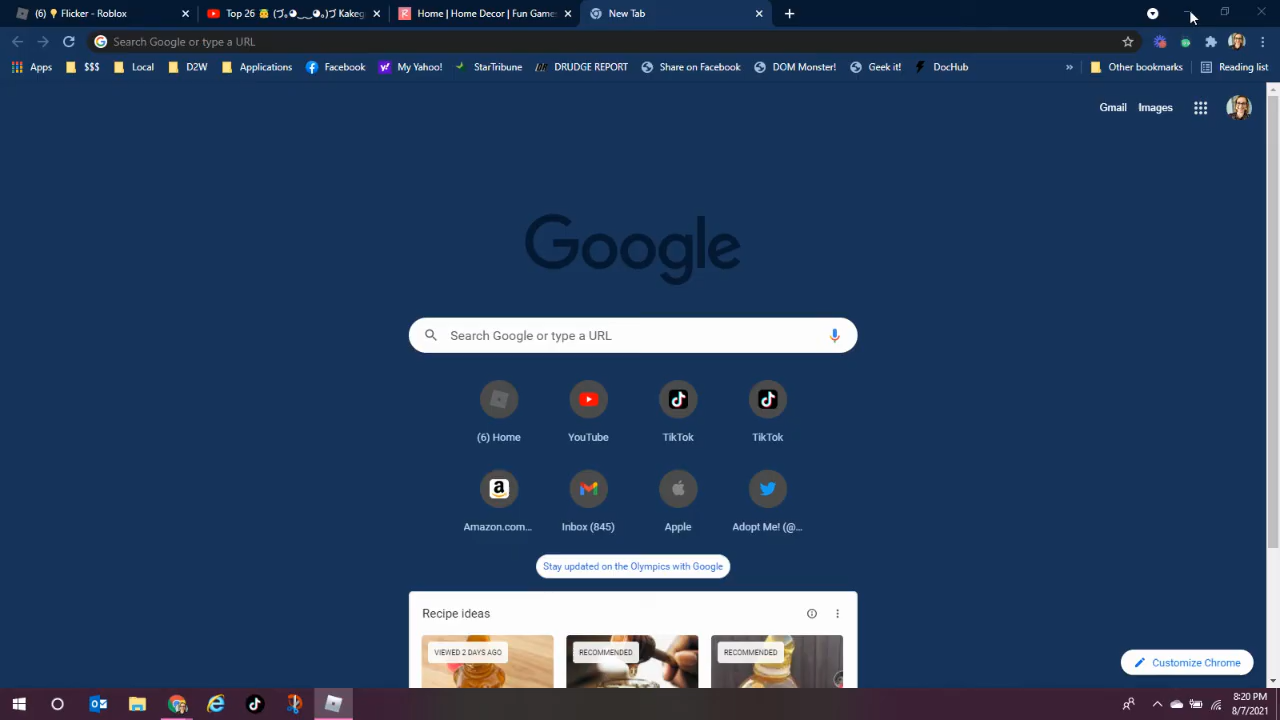 (6) 💡 Flicker - Roblox
Top 26 😳 (づ｡◕‿‿◕｡)づ Kakeg
Home | Home Decor | Fun Game
New Tab
Search Google or type a URL
Apps
$$$
Local
D2W
Applications
Facebook
My Yahoo!
StarTribune
DRUDGE REPORT
Share on Facebook
DOM Monster!
Geek it!
DocHub
»
Other bookmarks
Reading list
Gmail
Images
Google
Search Google or type a URL
(6) Home
YouTube
TikTok
TikTok
Amazon.com...
Inbox (845)
Apple
Adopt Me! (@...
Stay updated on the Olympics with Google
Recipe ideas
VIEWED 2 DAYS AGO
RECOMMENDED
RECOMMENDED
Customize Chrome
8:20 PM
8/7/2021